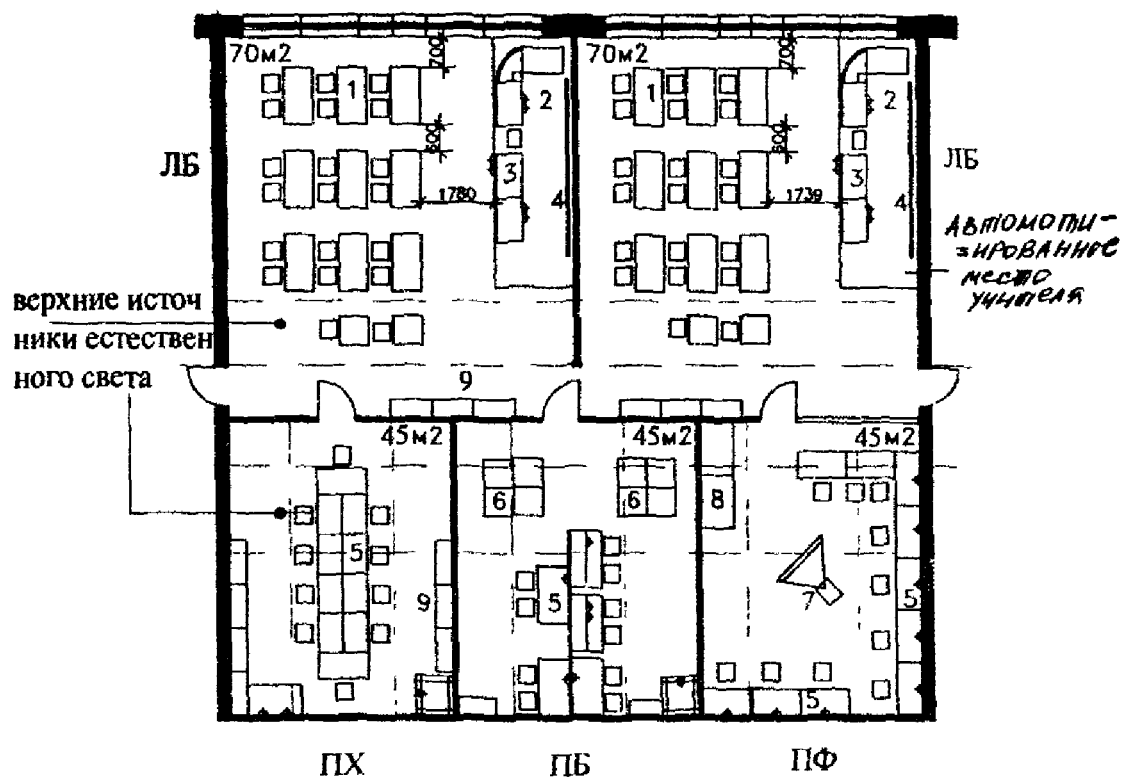 70м2
70м2
700
700
1
2
1
2
600
600
ЛБ
3
3
ЛБ
1780
4
1739
4
АВТОМАТИ-
ЗИРОВАННОЕ
МЕСТО
УЧИТЕЛЯ
верхние источ
ники естествен
ного света
9
45м2
45м2
45м2
6
6
8
5
9
5
7
5
5
ПХ
ПБ
ПФ